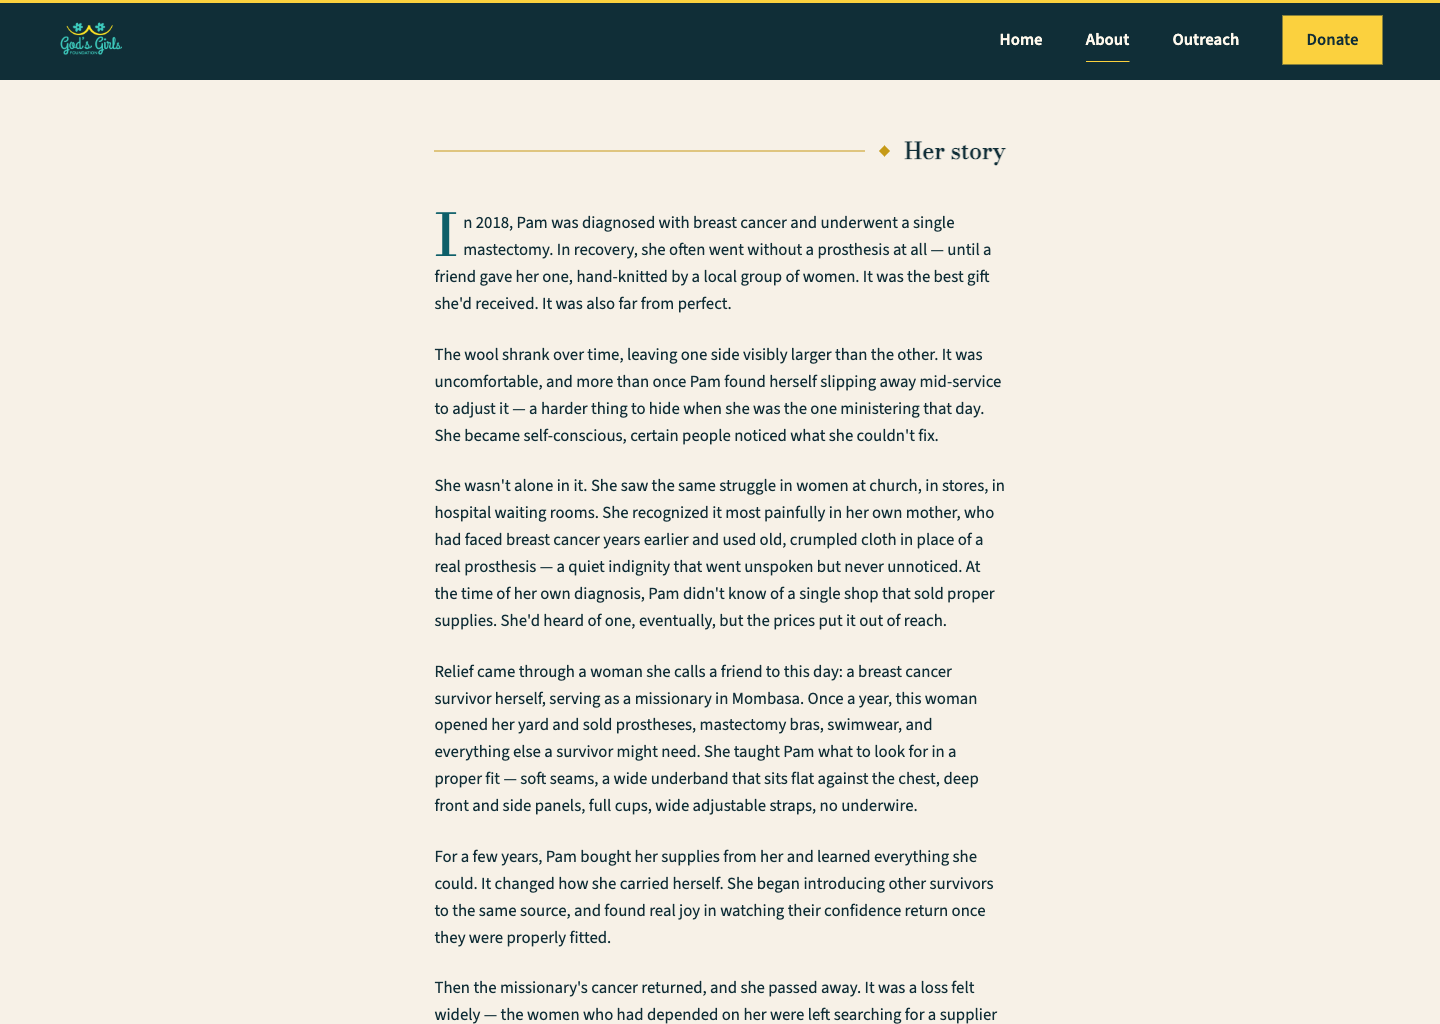 God's Girls
FOUNDATION
Home
About
Outreach
Donate
Her story
In 2018, Pam was diagnosed with breast cancer and underwent a single
mastectomy. In recovery, she often went without a prosthesis at all — until a
friend gave her one, hand-knitted by a local group of women. It was the best gift
she'd received. It was also far from perfect.
The wool shrank over time, leaving one side visibly larger than the other. It was
uncomfortable, and more than once Pam found herself slipping away mid-service
to adjust it — a harder thing to hide when she was the one ministering that day.
She became self-conscious, certain people noticed what she couldn't fix.
She wasn't alone in it. She saw the same struggle in women at church, in stores, in
hospital waiting rooms. She recognized it most painfully in her own mother, who
had faced breast cancer years earlier and used old, crumpled cloth in place of a
real prosthesis — a quiet indignity that went unspoken but never unnoticed. At
the time of her own diagnosis, Pam didn't know of a single shop that sold proper
supplies. She'd heard of one, eventually, but the prices put it out of reach.
Relief came through a woman she calls a friend to this day: a breast cancer
survivor herself, serving as a missionary in Mombasa. Once a year, this woman
opened her yard and sold prostheses, mastectomy bras, swimwear, and
everything else a survivor might need. She taught Pam what to look for in a
proper fit — soft seams, a wide underband that sits flat against the chest, deep
front and side panels, full cups, wide adjustable straps, no underwire.
For a few years, Pam bought her supplies from her and learned everything she
could. It changed how she carried herself. She began introducing other survivors
to the same source, and found real joy in watching their confidence return once
they were properly fitted.
Then the missionary's cancer returned, and she passed away. It was a loss felt
widely — the women who had depended on her were left searching for a supplier